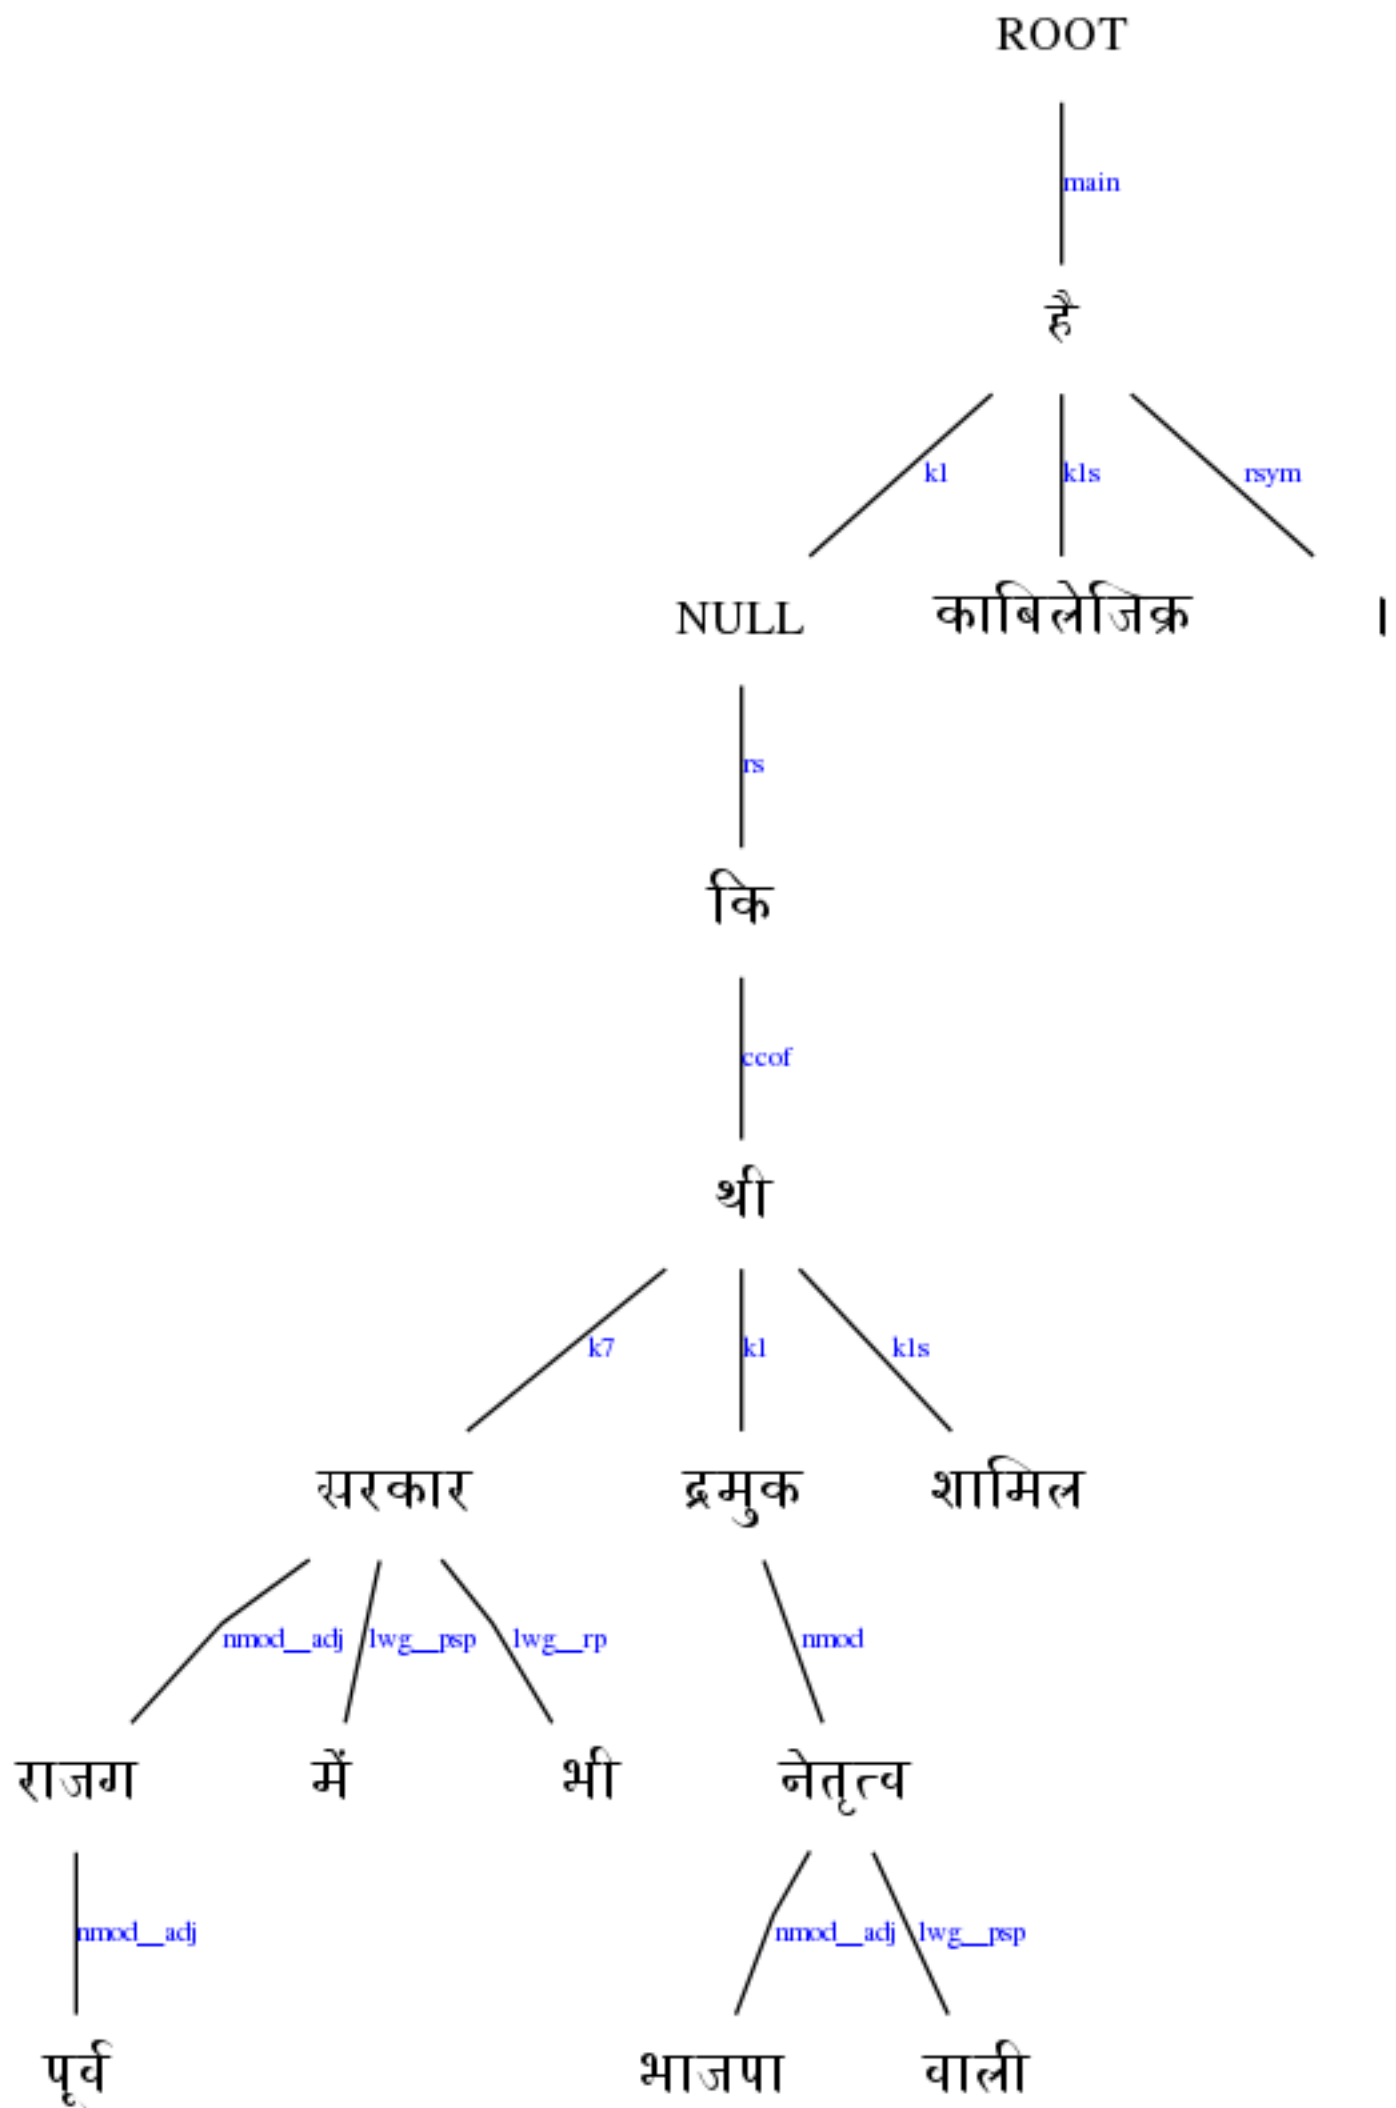 ROOT
main
है
k1 k1s rsym
NULL काबिलेजिक्र ।
rs
कि
ccof
थी
k7 k1 k1s
सरकार द्रमुक शामिल
nmod__adj lwg__psp lwg__rp nmod
राजग में भी नेतृत्व
nmod__adj nmod__adj lwg__psp
पूर्व भाजपा वाली